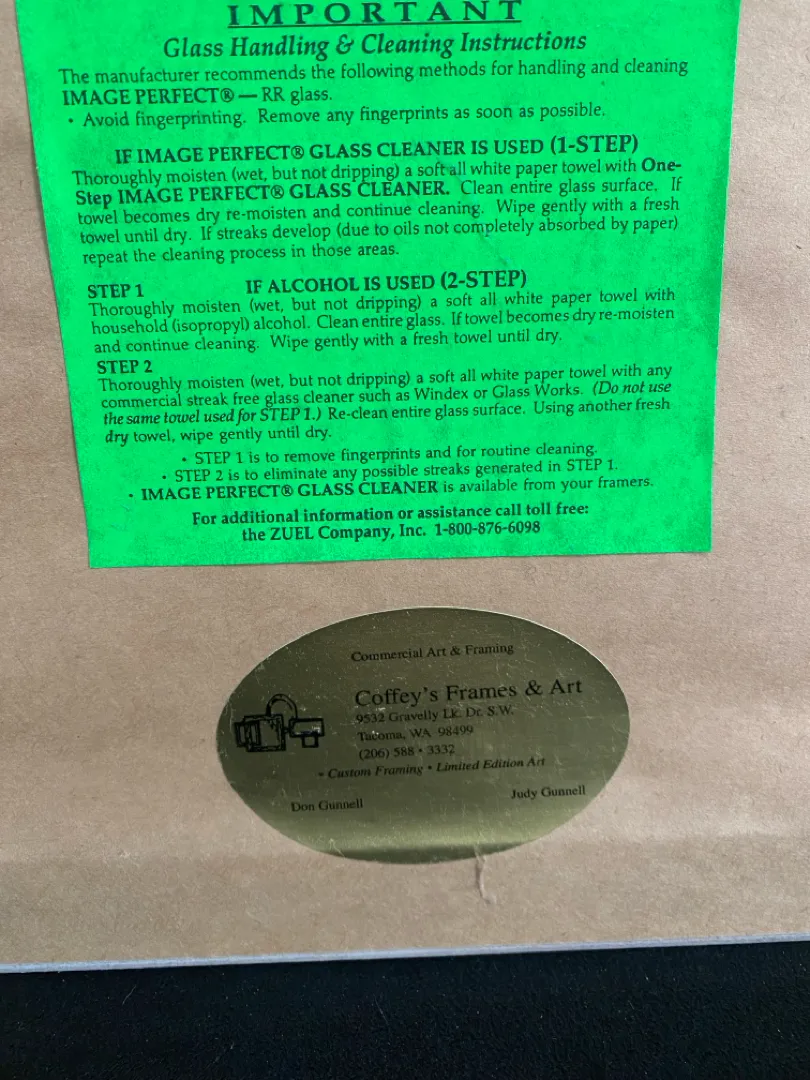 IMPORTANT
Glass Handling & Cleaning Instructions
The manufacturer recommends the following methods for handling and cleaning
IMAGE PERFECT® — RR glass.
• Avoid fingerprinting. Remove any fingerprints as soon as possible.
IF IMAGE PERFECT® GLASS CLEANER IS USED (1-STEP)
Thoroughly moisten (wet, but not dripping) a soft all white paper towel with One-
Step IMAGE PERFECT® GLASS CLEANER. Clean entire glass surface. If
towel becomes dry re-moisten and continue cleaning. Wipe gently with a fresh
towel until dry. If streaks develop (due to oils not completely absorbed by paper)
repeat the cleaning process in those areas.
STEP 1 IF ALCOHOL IS USED (2-STEP)
Thoroughly moisten (wet, but not dripping) a soft all white paper towel with
household (isopropyl) alcohol. Clean entire glass. If towel becomes dry re-moisten
and continue cleaning. Wipe gently with a fresh towel until dry.
STEP 2
Thoroughly moisten (wet, but not dripping) a soft all white paper towel with any
commercial streak free glass cleaner such as Windex or Glass Works. (Do not use
the same towel used for STEP 1.) Re-clean entire glass surface. Using another fresh
dry towel, wipe gently until dry.
• STEP 1 is to remove fingerprints and for routine cleaning.
• STEP 2 is to eliminate any possible streaks generated in STEP 1.
• IMAGE PERFECT® GLASS CLEANER is available from your framers.
For additional information or assistance call toll free:
the ZUEL Company, Inc. 1-800-876-6098
Commercial Art & Framing
Coffey's Frames & Art
9532 Gravelly Lk. Dr. S.W.
Tacoma, WA 98499
(206) 588 • 3332
• Custom Framing • Limited Edition Art
Don Gunnell Judy Gunnell